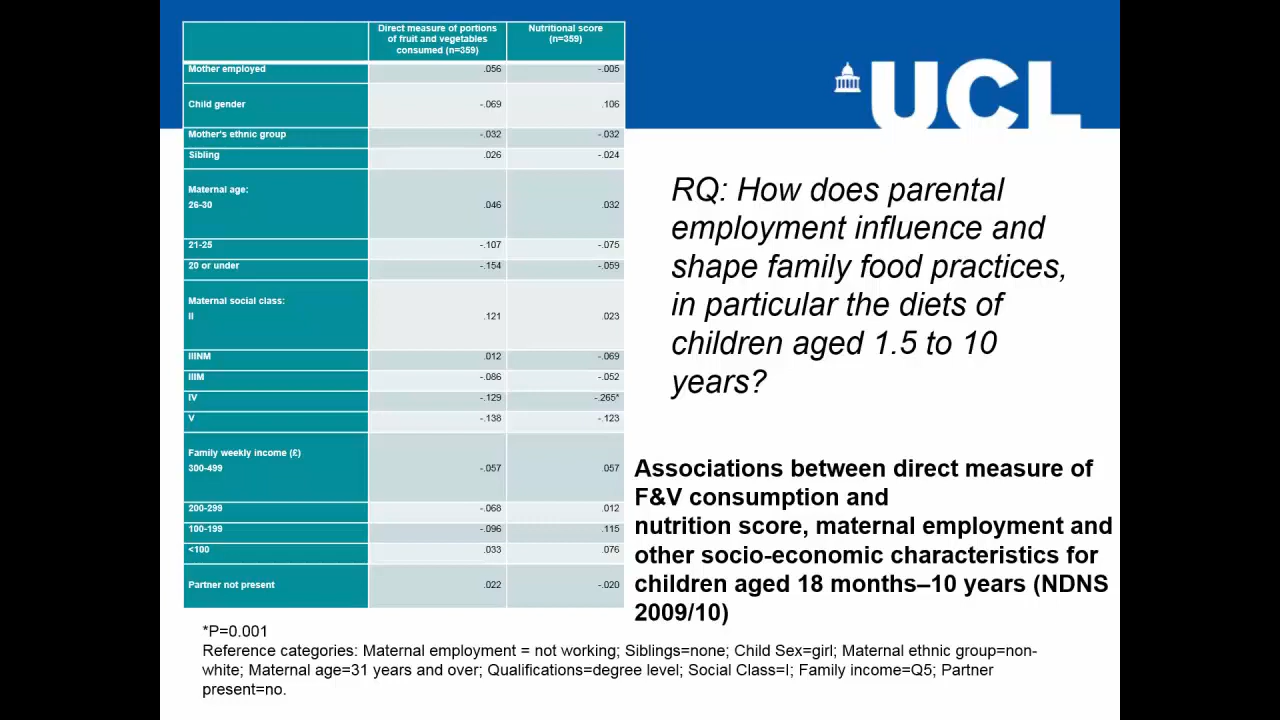 Direct measure of portions
of fruit and vegetables
consumed (n=359)
Nutritional score
(n=359)
Mother employed .056 -.005
Child gender -.069 .106
Mother's ethnic group -.032 -.032
Sibling .026 -.024
Maternal age:
26-30 .046 .032
21-25 -.107 -.075
20 or under -.154 -.059
Maternal social class:
II .121 .023
IIINM .012 -.069
IIIM -.086 -.052
IV -.129 -.265*
V -.138 -.123
Family weekly income (£)
300-499 -.057 .057
200-299 -.068 .012
100-199 -.096 .115
<100 .033 .076
Partner not present .022 -.020
*P=0.001
Reference categories: Maternal employment = not working; Siblings=none; Child Sex=girl; Maternal ethnic group=non-
white; Maternal age=31 years and over; Qualifications=degree level; Social Class=I; Family income=Q5; Partner
present=no.
UCL
RQ: How does parental
employment influence and
shape family food practices,
in particular the diets of
children aged 1.5 to 10
years?
Associations between direct measure of
F&V consumption and
nutrition score, maternal employment and
other socio-economic characteristics for
children aged 18 months–10 years (NDNS
2009/10)